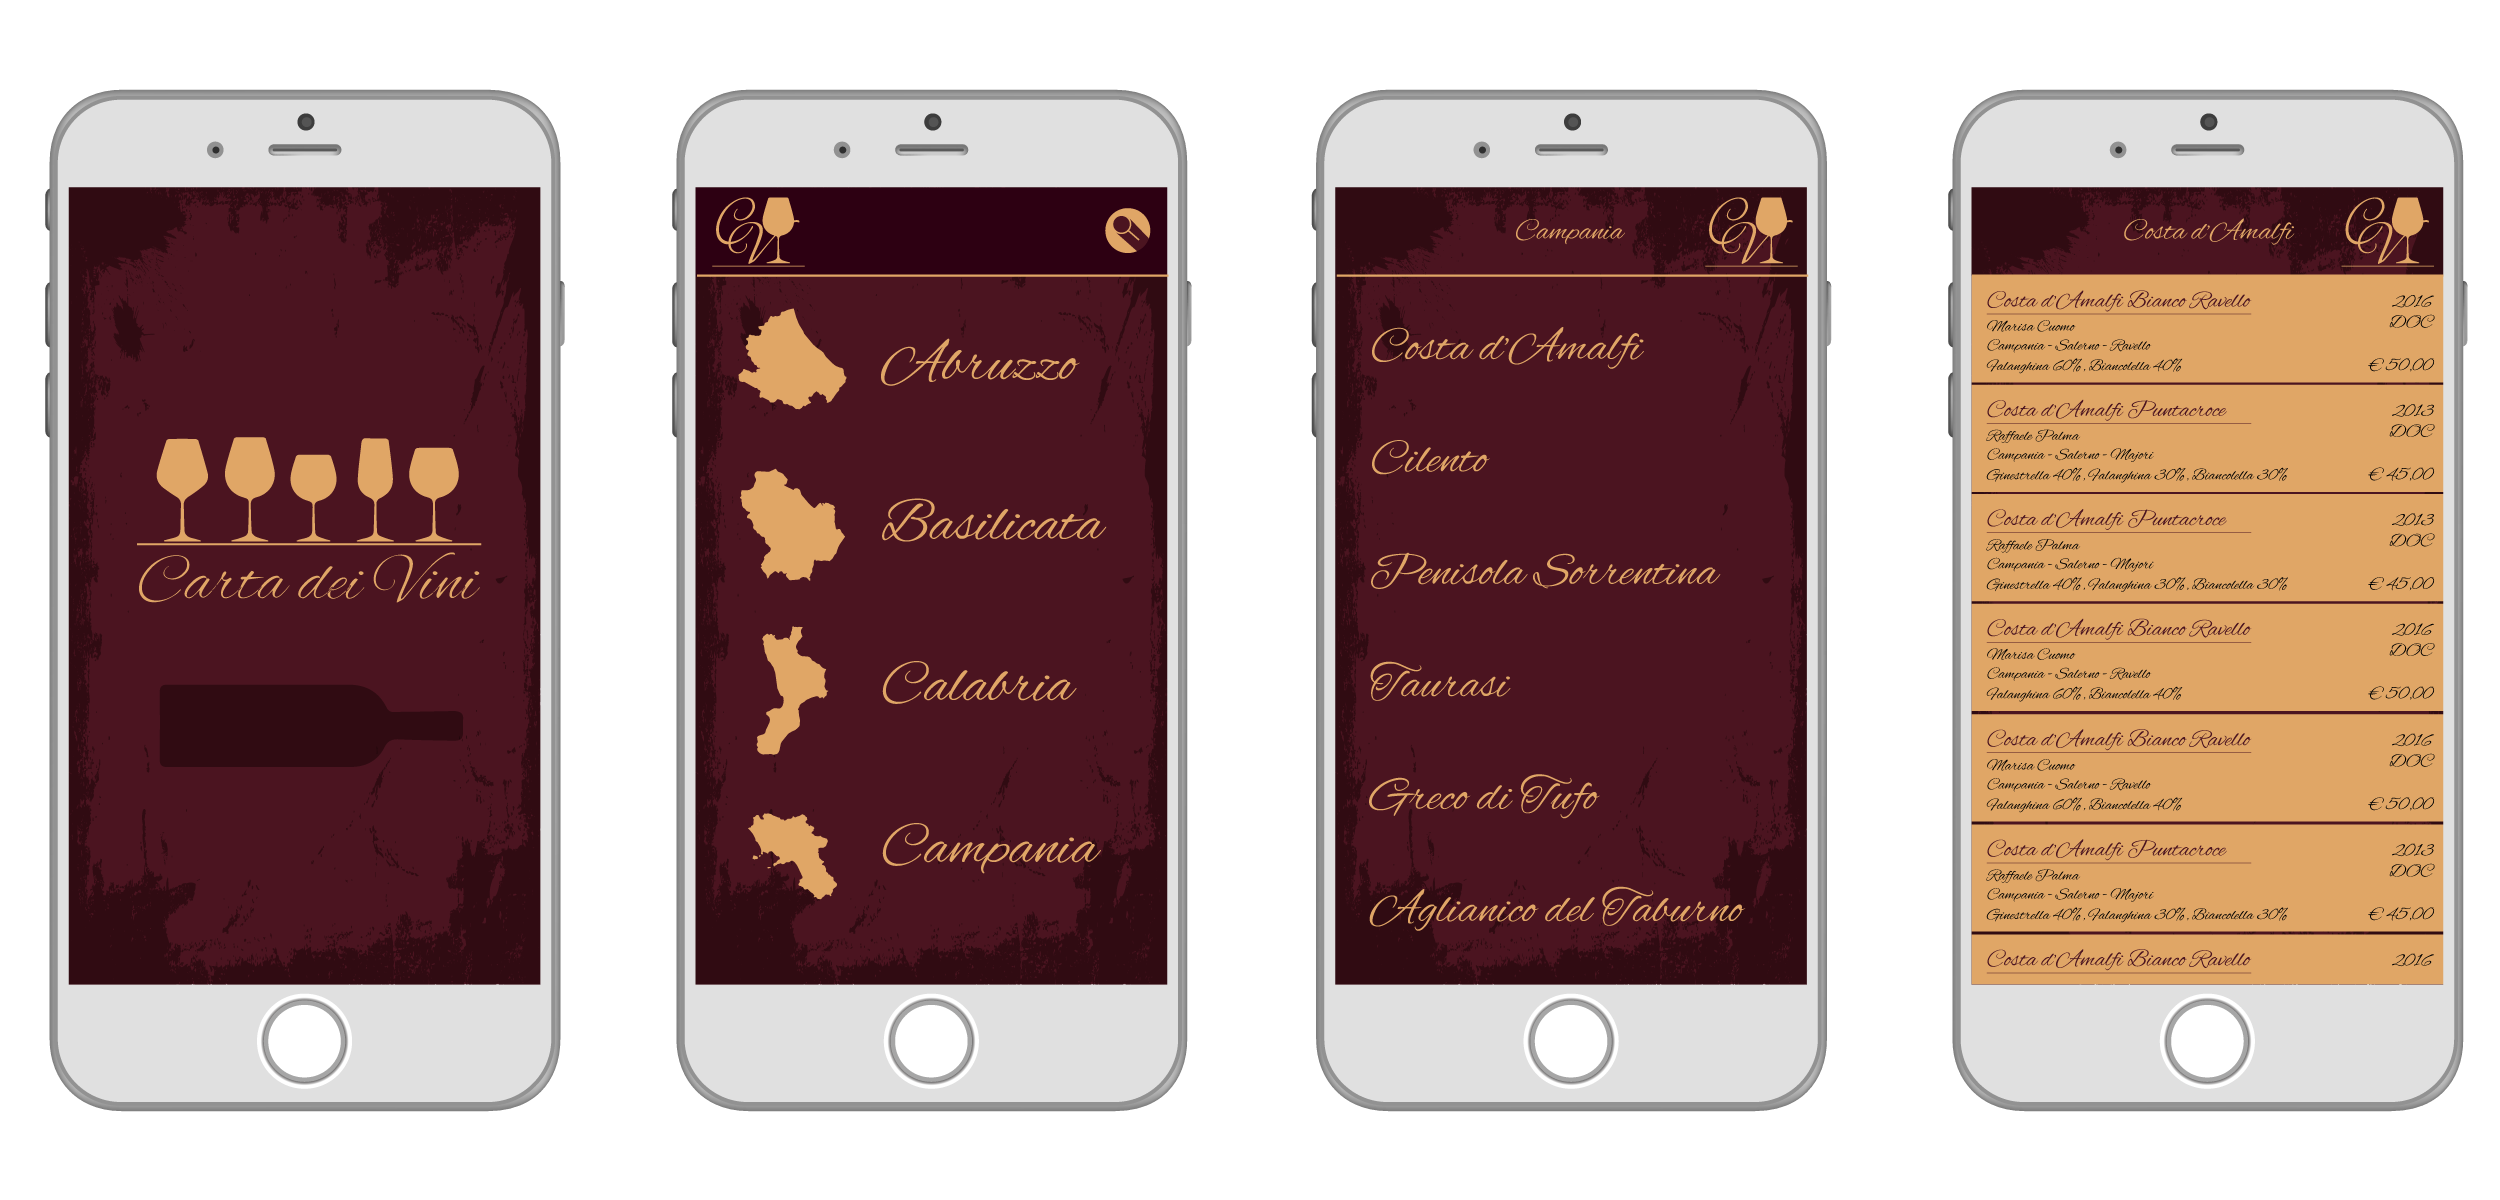 Carta dei Vini
CV
Abruzzo
Basilicata
Calabria
Campania
Campania
CV
Costa d'Amalfi
Cilento
Penisola Sorrentina
Taurasi
Greco di Tufo
Aglianico del Taburno
Costa d'Amalfi
CV
Costa d'Amalfi Bianco Ravello 2016
Marisa Cuomo DOC
Campania - Salerno - Ravello
Falanghina 60%, Biancolella 40% € 50,00
Costa d'Amalfi Puntacroce 2013
Raffaele Palma DOC
Campania - Salerno - Majori
Ginestrella 40%, Falanghina 30%, Biancolella 30% € 45,00
Costa d'Amalfi Puntacroce 2013
Raffaele Palma DOC
Campania - Salerno - Majori
Ginestrella 40%, Falanghina 30%, Biancolella 30% € 45,00
Costa d'Amalfi Bianco Ravello 2016
Marisa Cuomo DOC
Campania - Salerno - Ravello
Falanghina 60%, Biancolella 40% € 50,00
Costa d'Amalfi Bianco Ravello 2016
Marisa Cuomo DOC
Campania - Salerno - Ravello
Falanghina 60%, Biancolella 40% € 50,00
Costa d'Amalfi Puntacroce 2013
Raffaele Palma DOC
Campania - Salerno - Majori
Ginestrella 40%, Falanghina 30%, Biancolella 30% € 45,00
Costa d'Amalfi Bianco Ravello 2016